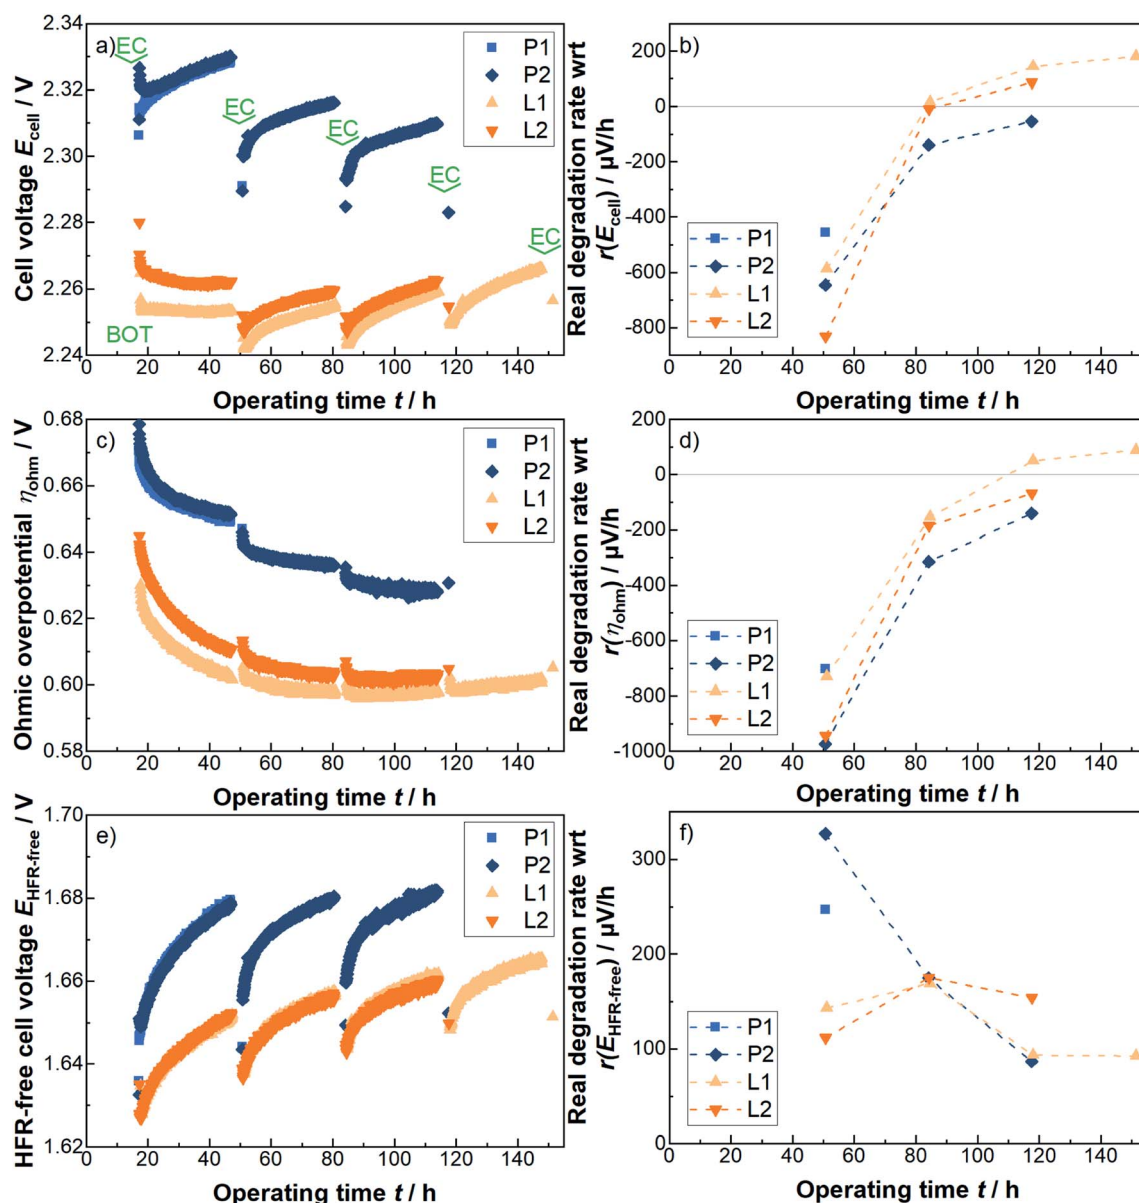 a)
EC
EC
EC
EC
EC
BOT
P1
P2
L1
L2
2.34
2.32
2.30
2.28
2.26
2.24
0 20 40 60 80 100 120 140
Cell voltage Ecell / V
Operating time t / h
b)
P1
P2
L1
L2
200
0
-200
-400
-600
-800
0 20 40 60 80 100 120 140
Real degradation rate wrt
r(Ecell) / µV/h
Operating time t / h
c)
P1
P2
L1
L2
0.68
0.66
0.64
0.62
0.60
0.58
0 20 40 60 80 100 120 140
Ohmic overpotential ηohm / V
Operating time t / h
d)
P1
P2
L1
L2
200
0
-200
-400
-600
-800
-1000
0 20 40 60 80 100 120 140
Real degradation rate wrt
r(ηohm) / µV/h
Operating time t / h
e)
P1
P2
L1
L2
1.70
1.68
1.66
1.64
1.62
0 20 40 60 80 100 120 140
HFR-free cell voltage EHFR-free / V
Operating time t / h
f)
P1
P2
L1
L2
300
200
100
0
0 20 40 60 80 100 120 140
Real degradation rate wrt
r(EHFR-free) / µV/h
Operating time t / h